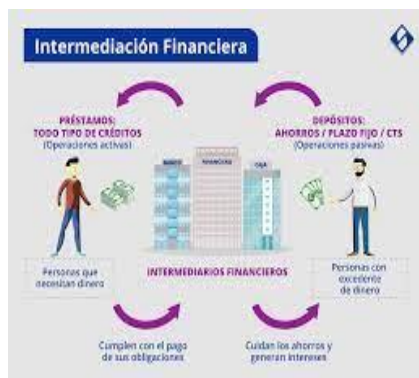 Intermediación Financiera
PRÉSTAMOS:
TODO TIPO DE CRÉDITOS
(Operaciones activas)
DEPÓSITOS:
AHORROS / PLAZO FIJO / CTS
(Operaciones pasivas)
BANCO
FINANCIERA
CAJA
Personas que
necesitan dinero
INTERMEDIARIOS FINANCIEROS
Personas con
excedente
de dinero
Cumplen con el pago
de sus obligaciones
Cuidan los ahorros y
generan intereses